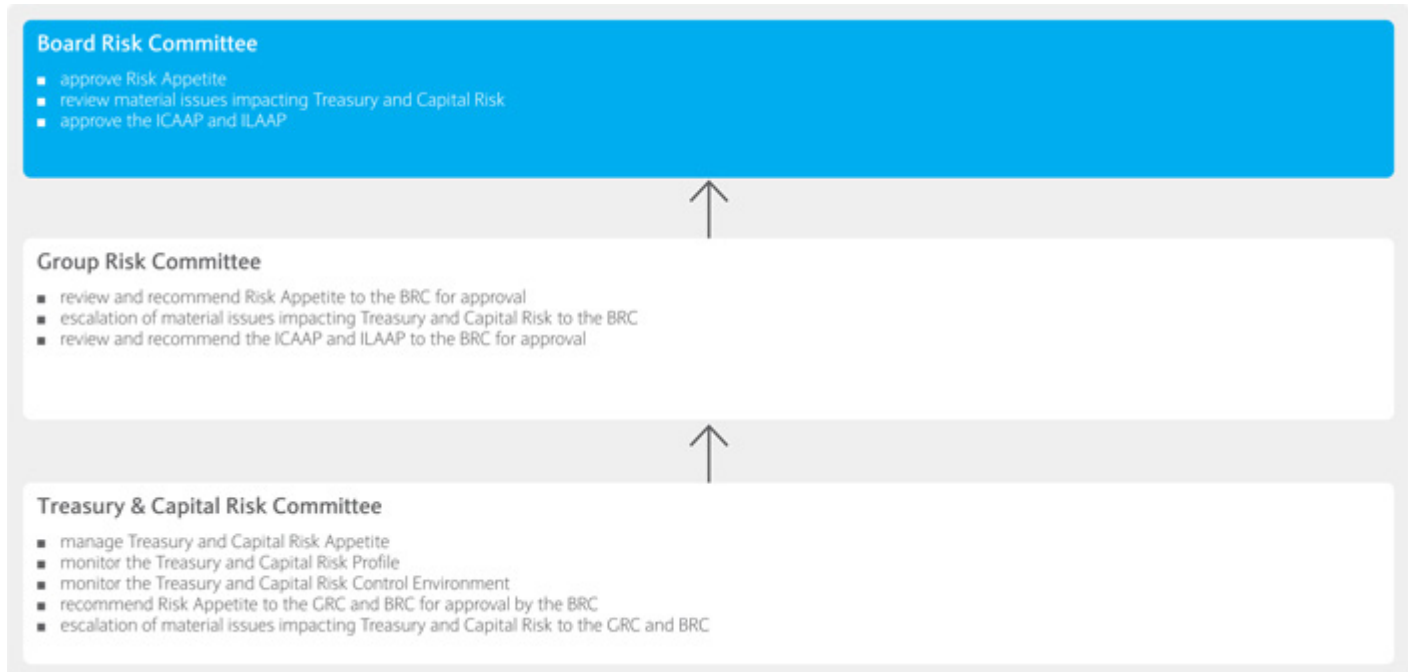 Board Risk Committee
▪ approve Risk Appetite
▪ review material issues impacting Treasury and Capital Risk
▪ approve the ICAAP and ILAAP
Group Risk Committee
▪ review and recommend Risk Appetite to the BRC for approval
▪ escalation of material issues impacting Treasury and Capital Risk to the BRC
▪ review and recommend the ICAAP and ILAAP to the BRC for approval
Treasury & Capital Risk Committee
▪ manage Treasury and Capital Risk Appetite
▪ monitor the Treasury and Capital Risk Profile
▪ monitor the Treasury and Capital Risk Control Environment
▪ recommend Risk Appetite to the GRC and BRC for approval by the BRC
▪ escalation of material issues impacting Treasury and Capital Risk to the GRC and BRC